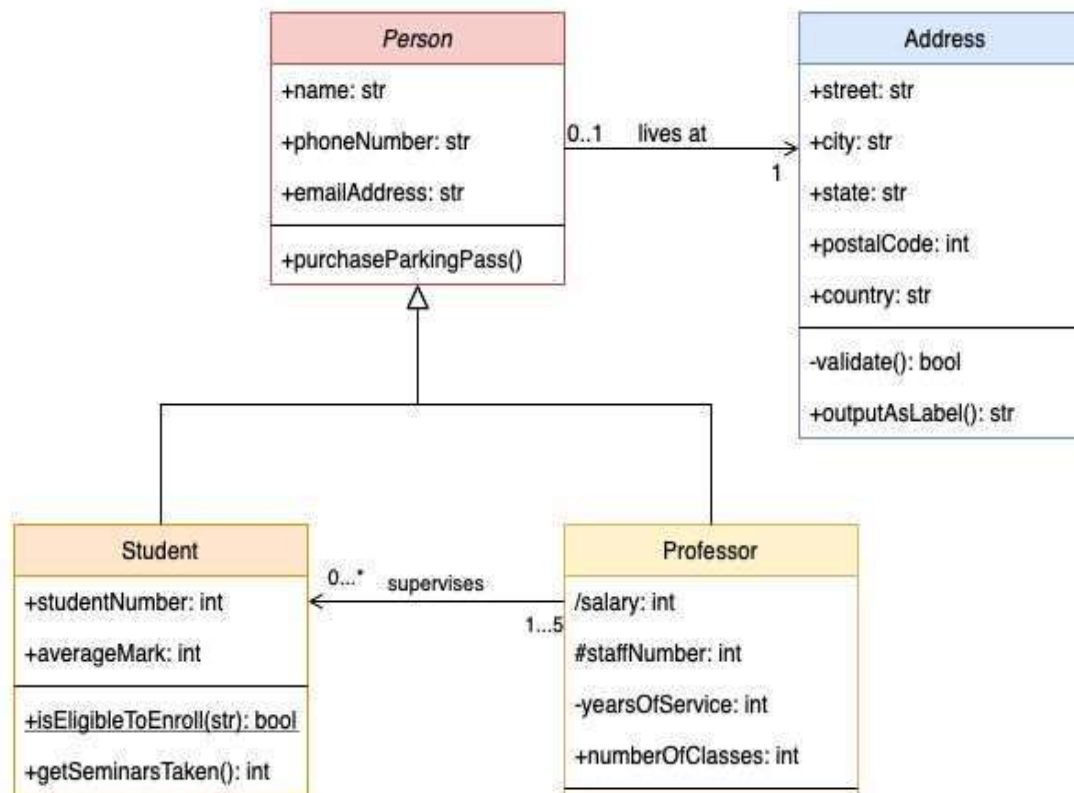 Person
+name: str
+phoneNumber: str
+emailAddress: str
+purchaseParkingPass()
0..1 lives at
1
Address
+street: str
+city: str
+state: str
+postalCode: int
+country: str
-validate(): bool
+outputAsLabel(): str
Student
+studentNumber: int
+averageMark: int
+isEligibleToEnroll(str): bool
+getSeminarsTaken(): int
0...* supervises
1...5
Professor
/salary: int
#staffNumber: int
-yearsOfService: int
+numberOfClasses: int